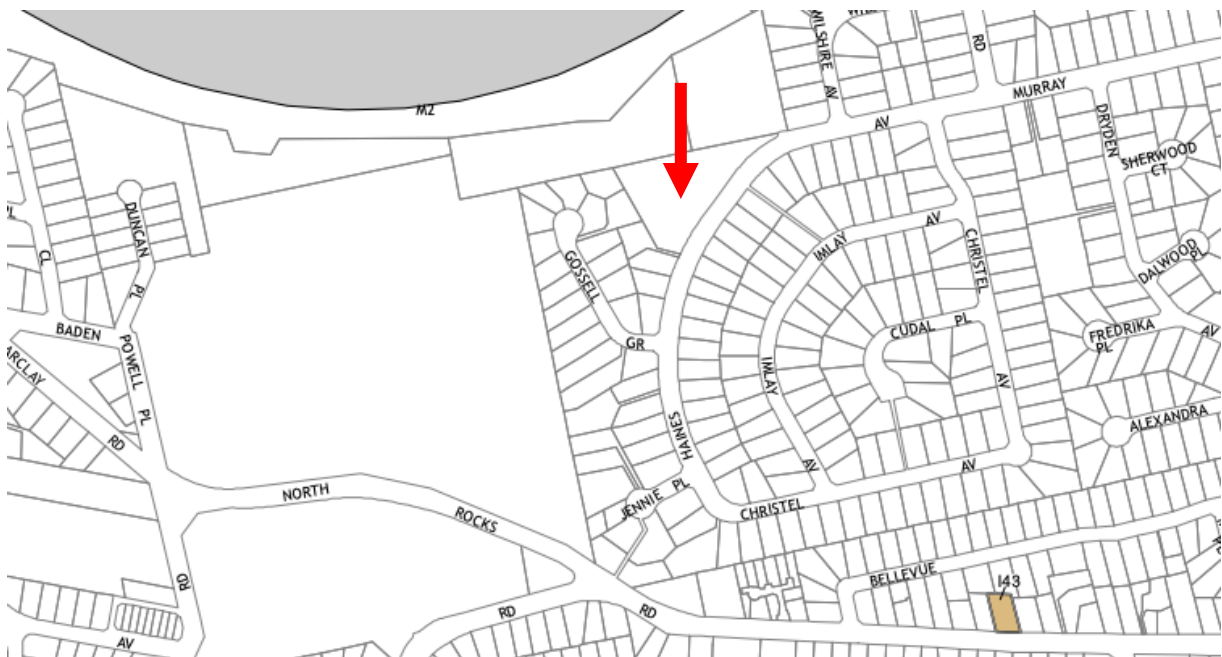 WILSHIRE AV
RD
M2
MURRAY
AV
DRYDEN
SHERWOOD
CT
PL
CL
DUNCAN
PL
GOSSELL
GR
IMLAY
AV
CHRISTEL
DALWOOD
PL
BADEN
POWELL
PL
CUDAL PL
FREDRIKA
PL
AV
ARCLAY
RD
IMLAY
AV
HAINES
AV
ALEXANDRA
AV
NORTH
ROCKS
JENNIE PL
CHRISTEL
RD
BELLEVUE
I43
RD
RD
AV